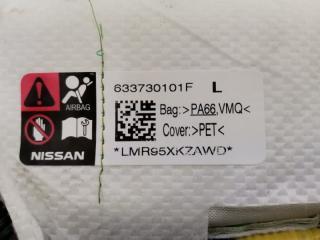 AIRBAG
NISSAN
633730101F L
Bag:>PA66,VMQ<
Cover:>PET<
*LMR95XKZAWD*